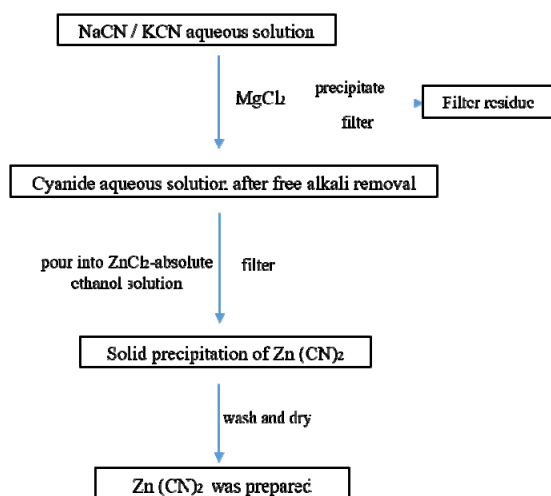 NaCN / KCN aqueous solution
MgCl₂
precipitate
filter
Filter residue
Cyanide aqueous solution after free alkali removal
pour into ZnCl₂-absolute
ethanol solution
filter
Solid precipitation of Zn (CN)₂
wash and dry
Zn (CN)₂ was prepared